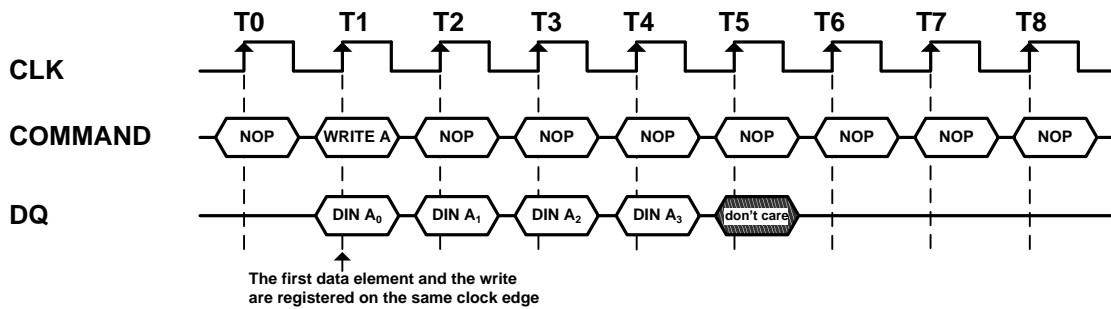 T0 T1 T2 T3 T4 T5 T6 T7 T8
CLK
COMMAND NOP WRITE A NOP NOP NOP NOP NOP NOP NOP
DQ DIN A₀ DIN A₁ DIN A₂ DIN A₃ don't care
The first data element and the write
are registered on the same clock edge